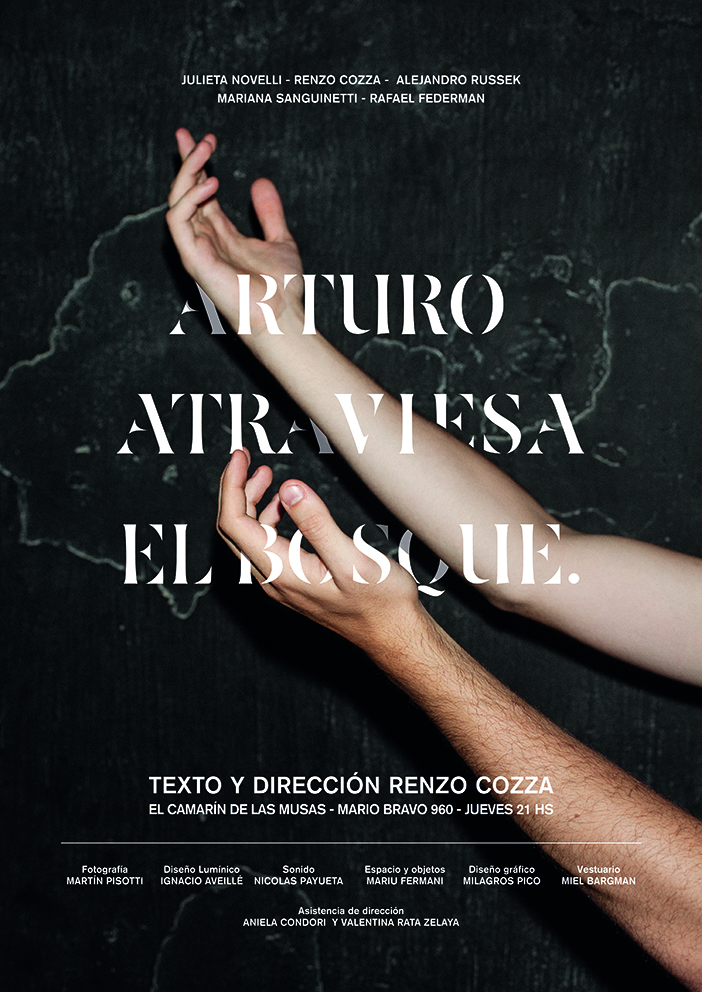 JULIETA NOVELLI - RENZO COZZA - ALEJANDRO RUSSEK
MARIANA SANGUINETTI - RAFAEL FEDERMAN
ARTURO
ATRAVIESA
EL BOSQUE.
TEXTO Y DIRECCIÓN RENZO COZZA
EL CAMARÍN DE LAS MUSAS - MARIO BRAVO 960 - JUEVES 21 HS
Fotografía Diseño Lumínico Sonido Espacio y objetos Diseño gráfico Vestuario
MARTÍN PISOTTI IGNACIO AVEILLÉ NICOLAS PAYUETA MARIU FERMANI MILAGROS PICO MIEL BARGMAN
Asistencia de dirección
ANIELA CONDORI Y VALENTINA RATA ZELAYA